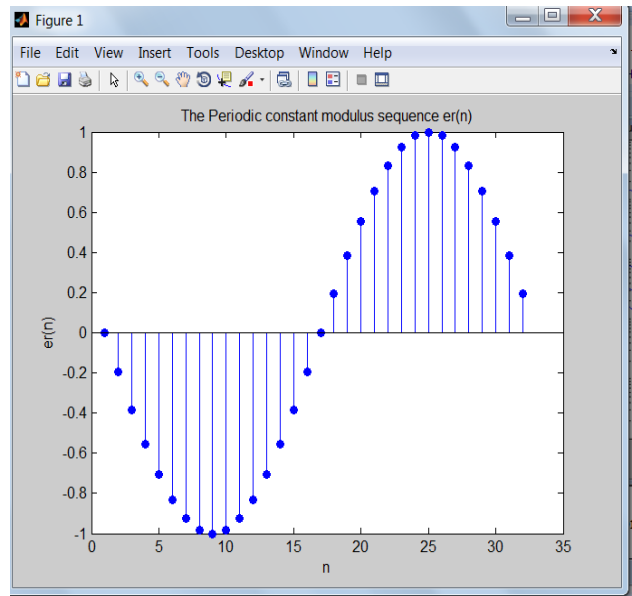 Figure 1
File Edit View Insert Tools Desktop Window Help
The Periodic constant modulus sequence er(n)
1
0.8
0.6
0.4
0.2
0
-0.2
-0.4
-0.6
-0.8
-1
er(n)
0 5 10 15 20 25 30 35
n